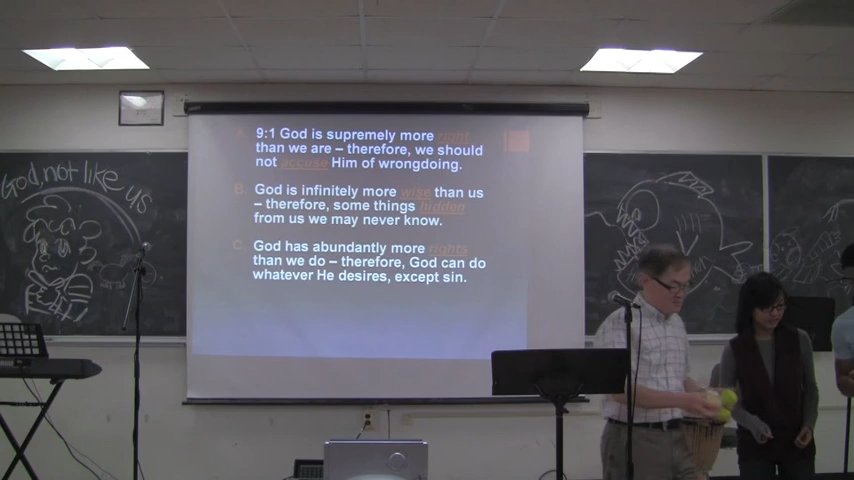 God, not like us
A. 9:1 God is supremely more right
than we are – therefore, we should
not accuse Him of wrongdoing.
B. God is infinitely more wise than us
– therefore, some things hidden
from us we may never know.
C. God has abundantly more rights
than we do – therefore, God can do
whatever He desires, except sin.